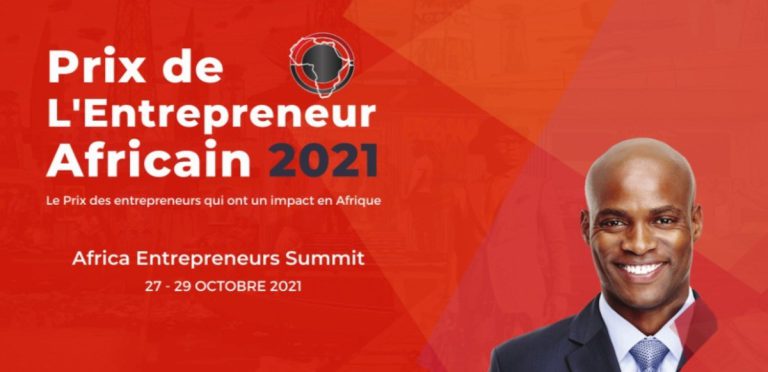 Prix de
L'Entrepreneur
Africain 2021
Le Prix des entrepreneurs qui ont un impact en Afrique
Africa Entrepreneurs Summit
27 - 29 OCTOBRE 2021